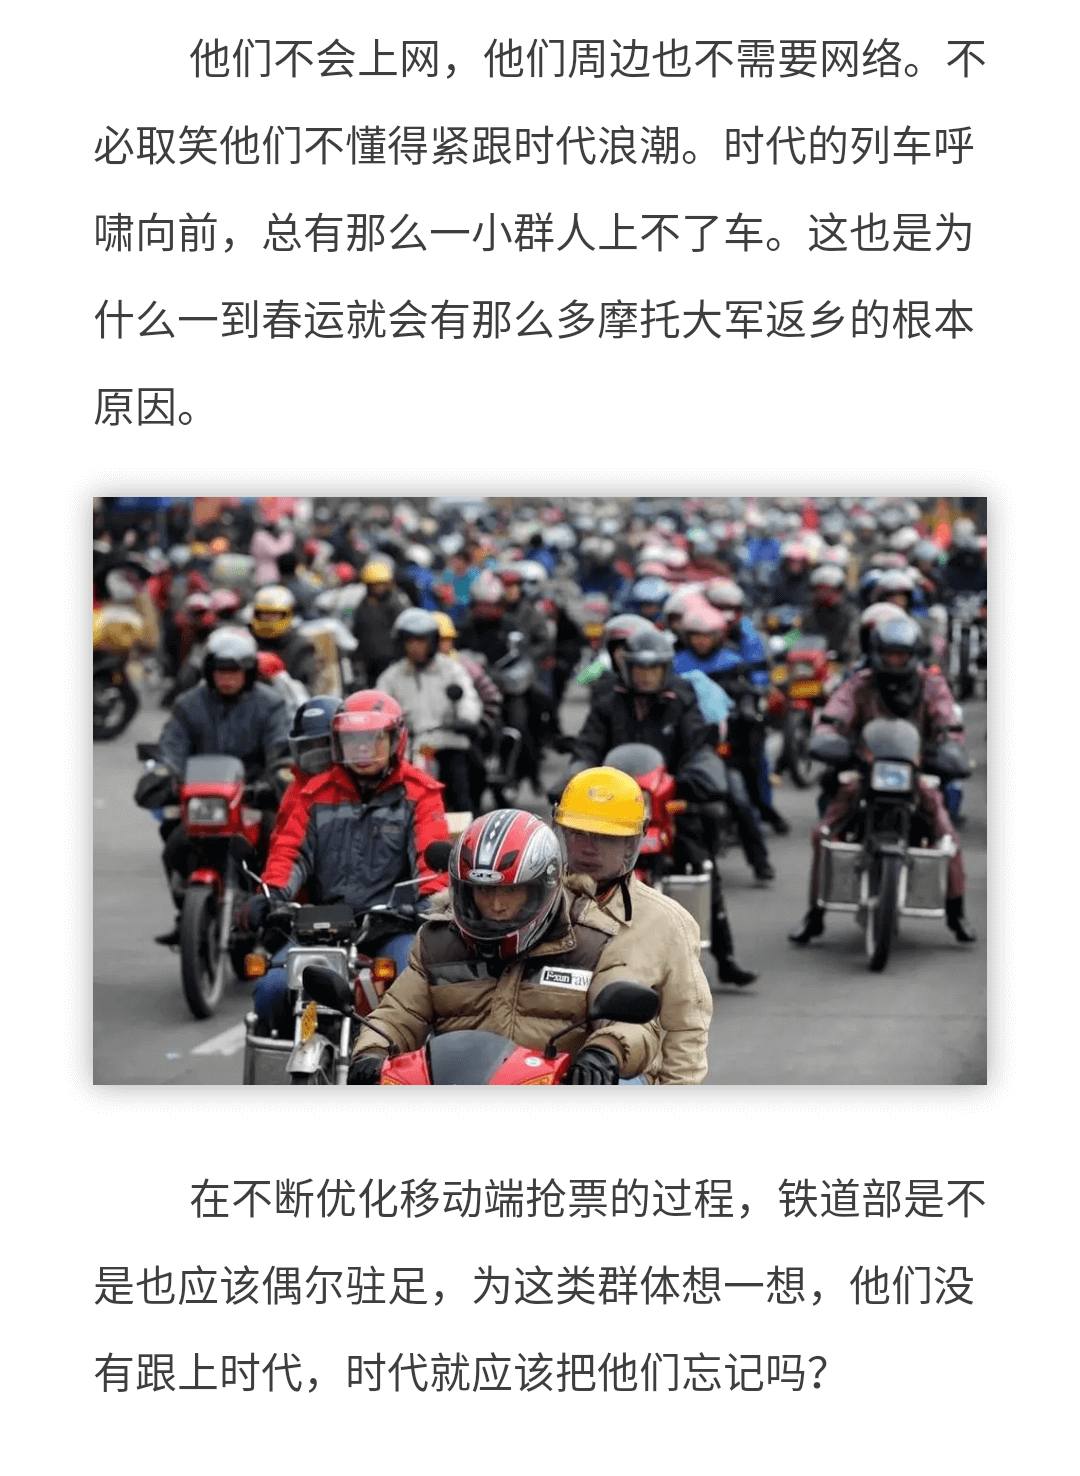 他们不会上网，他们周边也不需要网络。不
必取笑他们不懂得紧跟时代浪潮。时代的列车呼
啸向前，总有那么一小群人上不了车。这也是为
什么一到春运就会有那么多摩托大军返乡的根本
原因。
在不断优化移动端抢票的过程，铁道部是不
是也应该偶尔驻足，为这类群体想一想，他们没
有跟上时代，时代就应该把他们忘记吗？